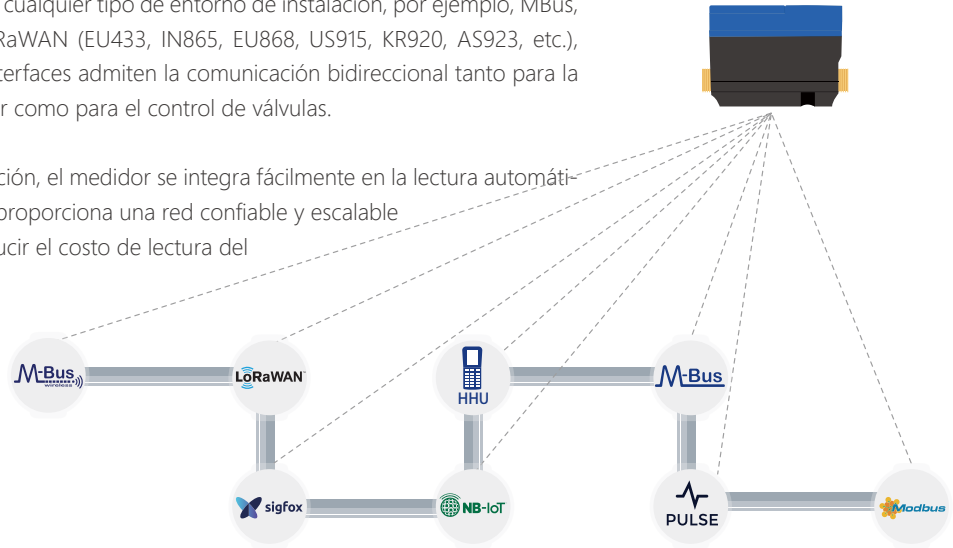 cualquier tipo de entorno de instalación, por ejemplo, MBus,
RaWAN (EU433, IN865, EU868, US915, KR920, AS923, etc.),
terfaces admiten la comunicación bidireccional tanto para la
r como para el control de válvulas.
ción, el medidor se integra fácilmente en la lectura automáti-
proporciona una red confiable y escalable
ucir el costo de lectura del
M-Bus
wireless
LoRaWAN
HHU
M-Bus
sigfox
NB-IoT
PULSE
Modbus